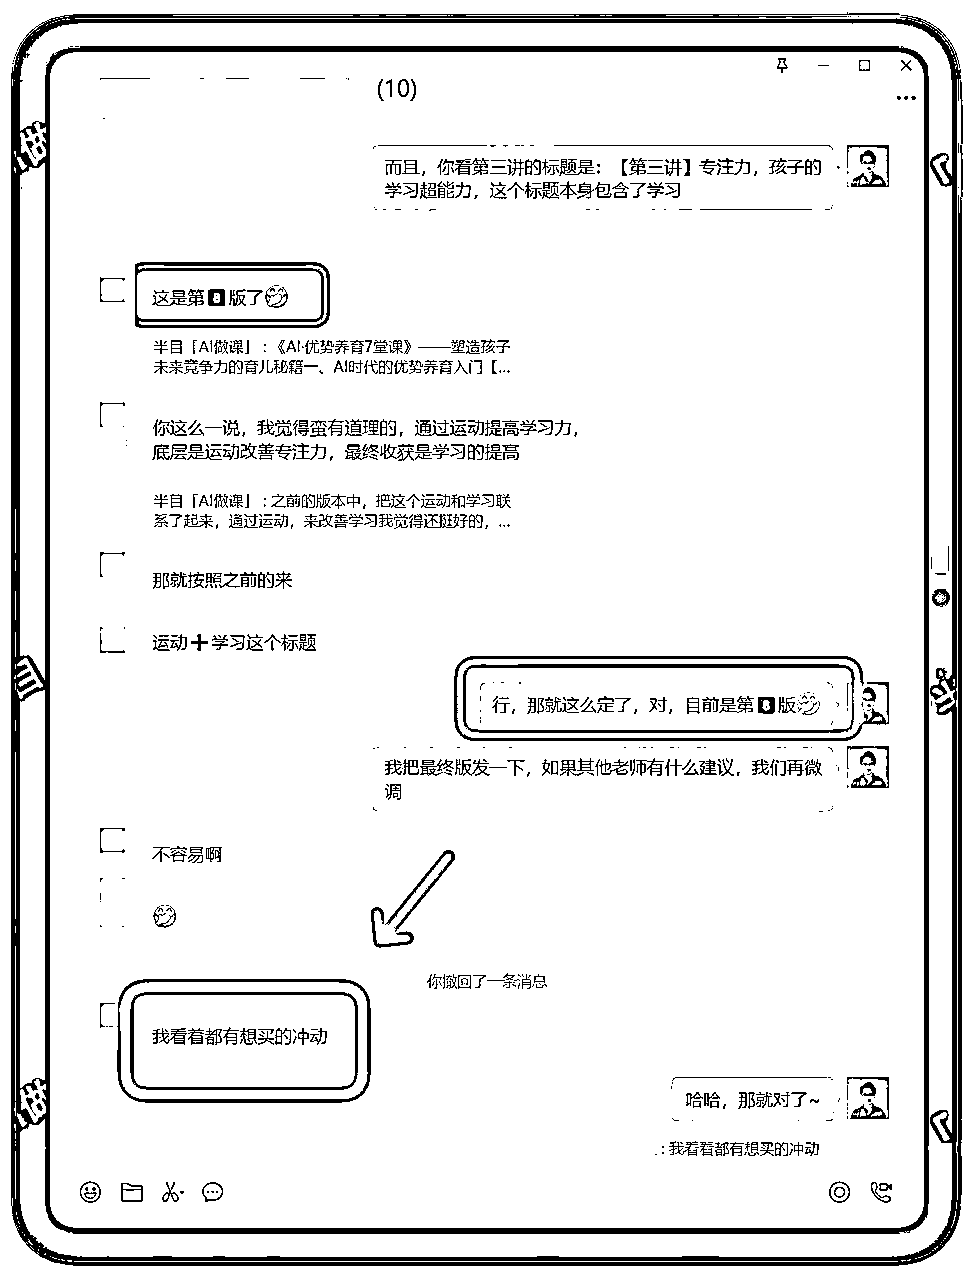 (10)
而且，你看第三讲的标题是：【第三讲】专注力，孩子的
学习超能力，这个标题本身包含了学习
这是第8版了
半目「AI做课」：《AI·优势养育7堂课》——塑造孩子
未来竞争力的育儿秘籍一、AI时代的优势养育入门【...
你这么一说，我觉得蛮有道理的，通过运动提高学习力，
底层是运动改善专注力，最终收获是学习的提高
半目「AI做课」：之前的版本中，把这个运动和学习联
系了起来，通过运动，来改善学习我觉得还挺好的，...
那就按照之前的来
运动➕学习这个标题
行，那就这么定了，对，目前是第8版
我把最终版发一下，如果其他老师有什么建议，我们再微
调
不容易啊
你撤回了一条消息
我看着都有想买的冲动
哈哈，那就对了~
：我看着都有想买的冲动